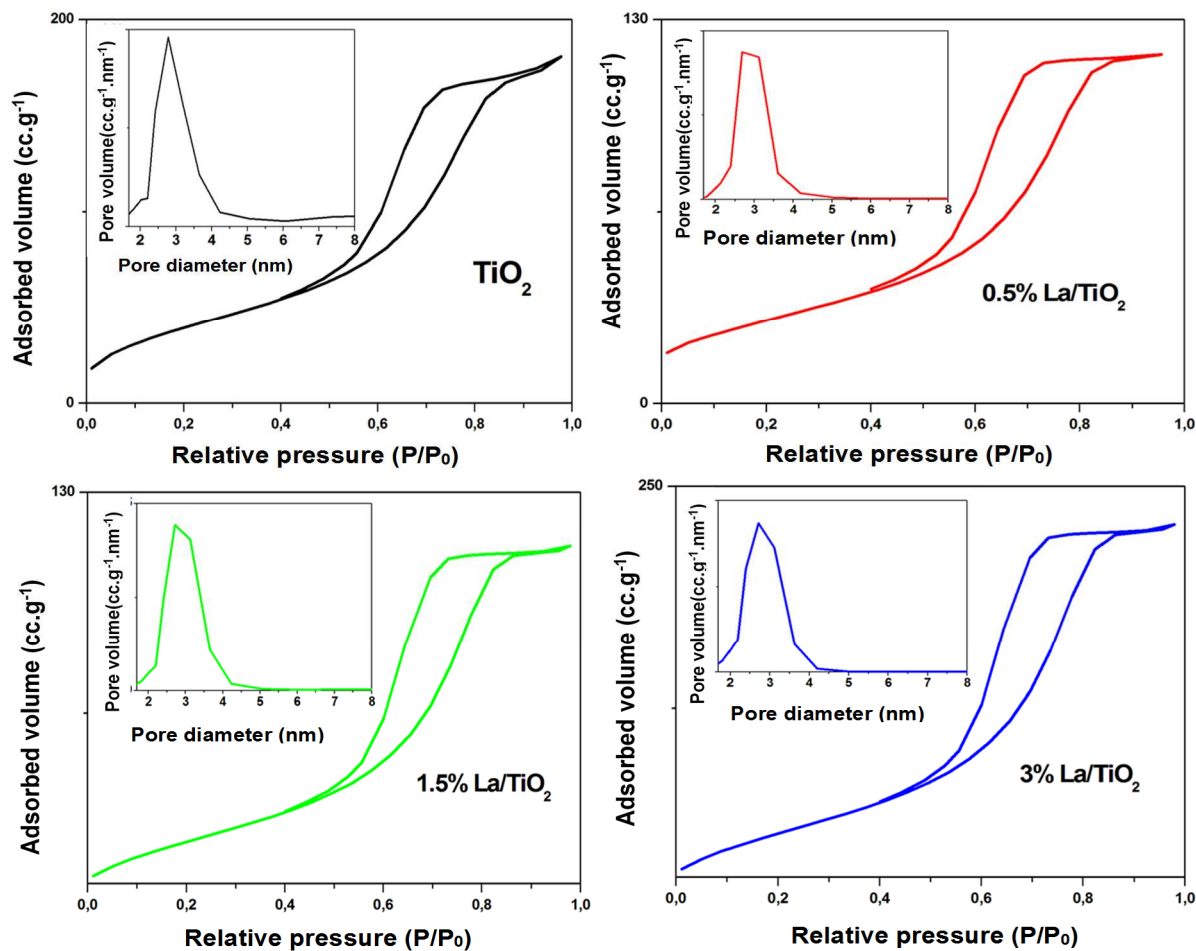 200
Pore volume(cc.g⁻¹.nm⁻¹)
2 3 4 5 6 7 8
Pore diameter (nm)
Adsorbed volume (cc.g⁻¹)
TiO₂
0
0,0 0,2 0,4 0,6 0,8 1,0
Relative pressure (P/P₀)
130
Pore volume(cc.g⁻¹.nm⁻¹)
2 3 4 5 6 7 8
Pore diameter (nm)
Adsorbed volume (cc.g⁻¹)
0.5% La/TiO₂
0
0,0 0,2 0,4 0,6 0,8 1,0
Relative pressure (P/P₀)
130
Pore volume(cc.g⁻¹.nm⁻¹)
2 3 4 5 6 7 8
Pore diameter (nm)
Adsorbed volume (cc.g⁻¹)
1.5% La/TiO₂
0,0 0,2 0,4 0,6 0,8 1,0
Relative pressure (P/P₀)
250
Pore volume(cc.g⁻¹.nm⁻¹)
2 3 4 5 6 7 8
Pore diameter (nm)
Adsorbed volume (cc.g⁻¹)
3% La/TiO₂
0,0 0,2 0,4 0,6 0,8 1,0
Relative pressure (P/P₀)